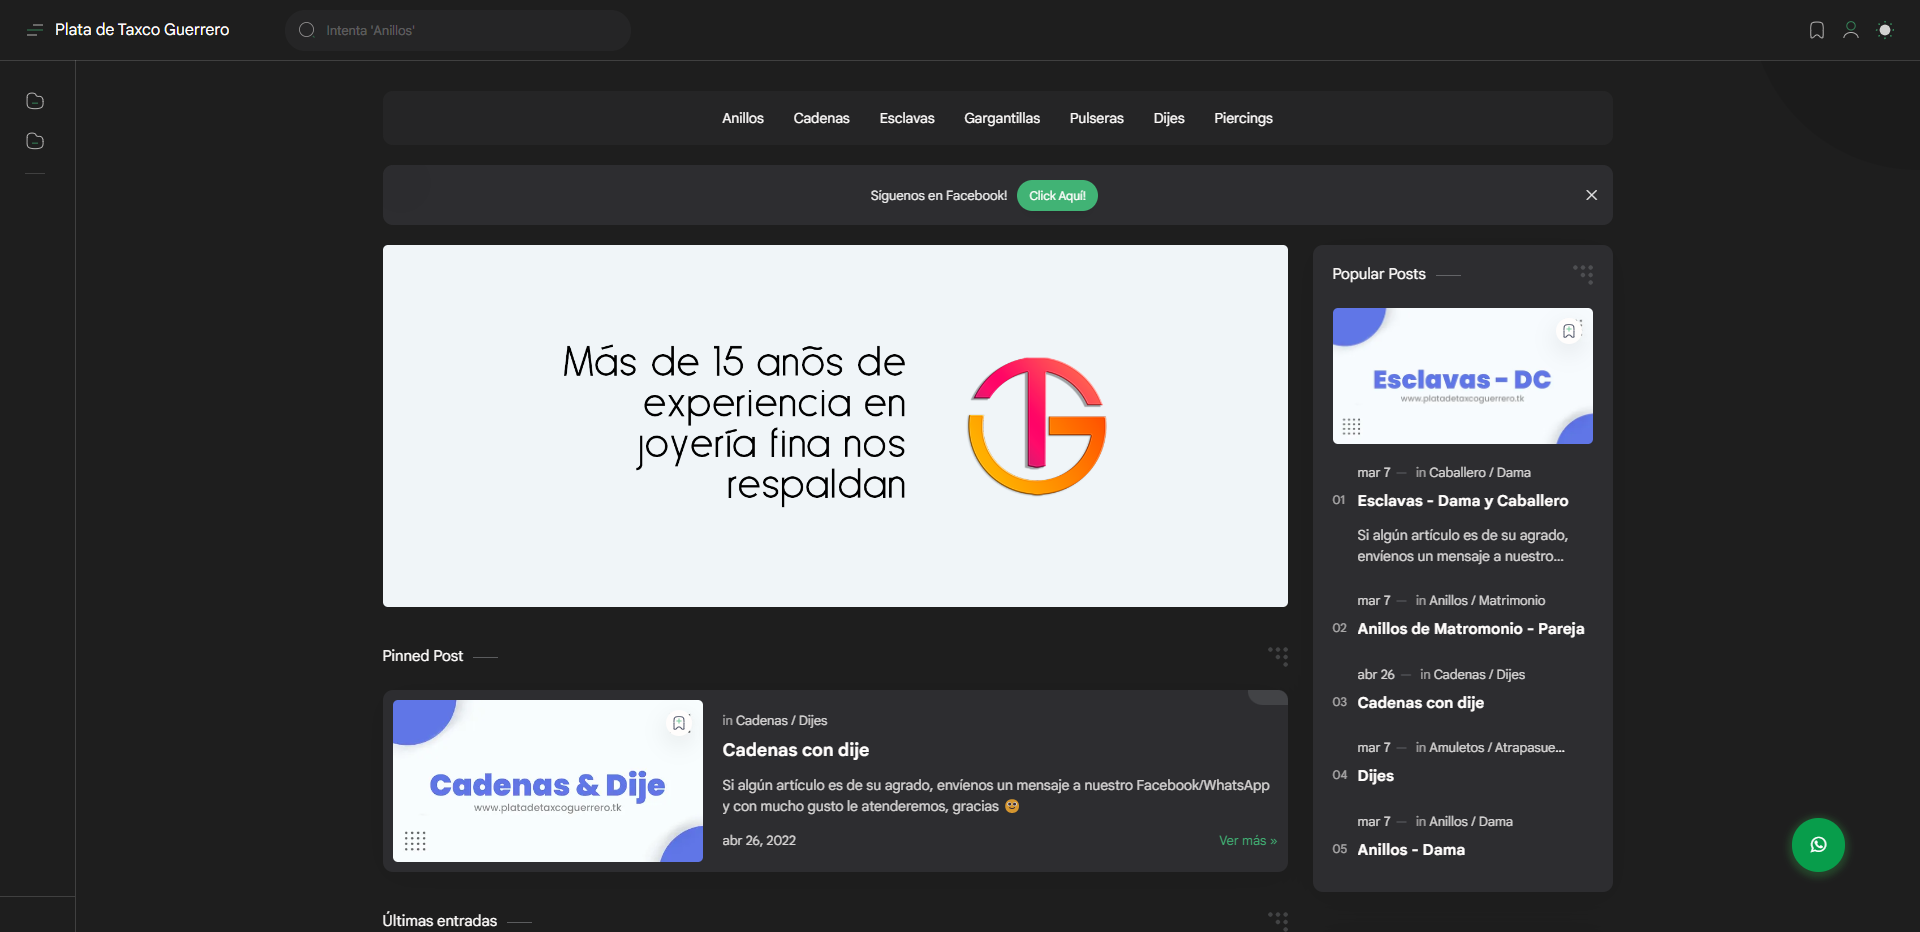 Plata de Taxco Guerrero
Intenta 'Anillos'
Anillos Cadenas Esclavas Gargantillas Pulseras Dijes Piercings
Síguenos en Facebook! Click Aquí!
Más de 15 anõs de
experiencia en
joyería fina nos
respaldan
TG
Pinned Post
Cadenas & Dije
www.platadetaxcoguerrero.tk
in Cadenas / Dijes
Cadenas con dije
Si algún artículo es de su agrado, envíenos un mensaje a nuestro Facebook/WhatsApp
y con mucho gusto le atenderemos, gracias 🙂
abr 26, 2022
Ver más »
Últimas entradas
Popular Posts
Esclavas - DC
www.platadetaxcoguerrero.tk
mar 7 — in Caballero / Dama
01 Esclavas - Dama y Caballero
Si algún artículo es de su agrado,
envíenos un mensaje a nuestro...
mar 7 — in Anillos / Matrimonio
02 Anillos de Matromonio - Pareja
abr 26 — in Cadenas / Dijes
03 Cadenas con dije
mar 7 — in Amuletos / Atrapasue...
04 Dijes
mar 7 — in Anillos / Dama
05 Anillos - Dama